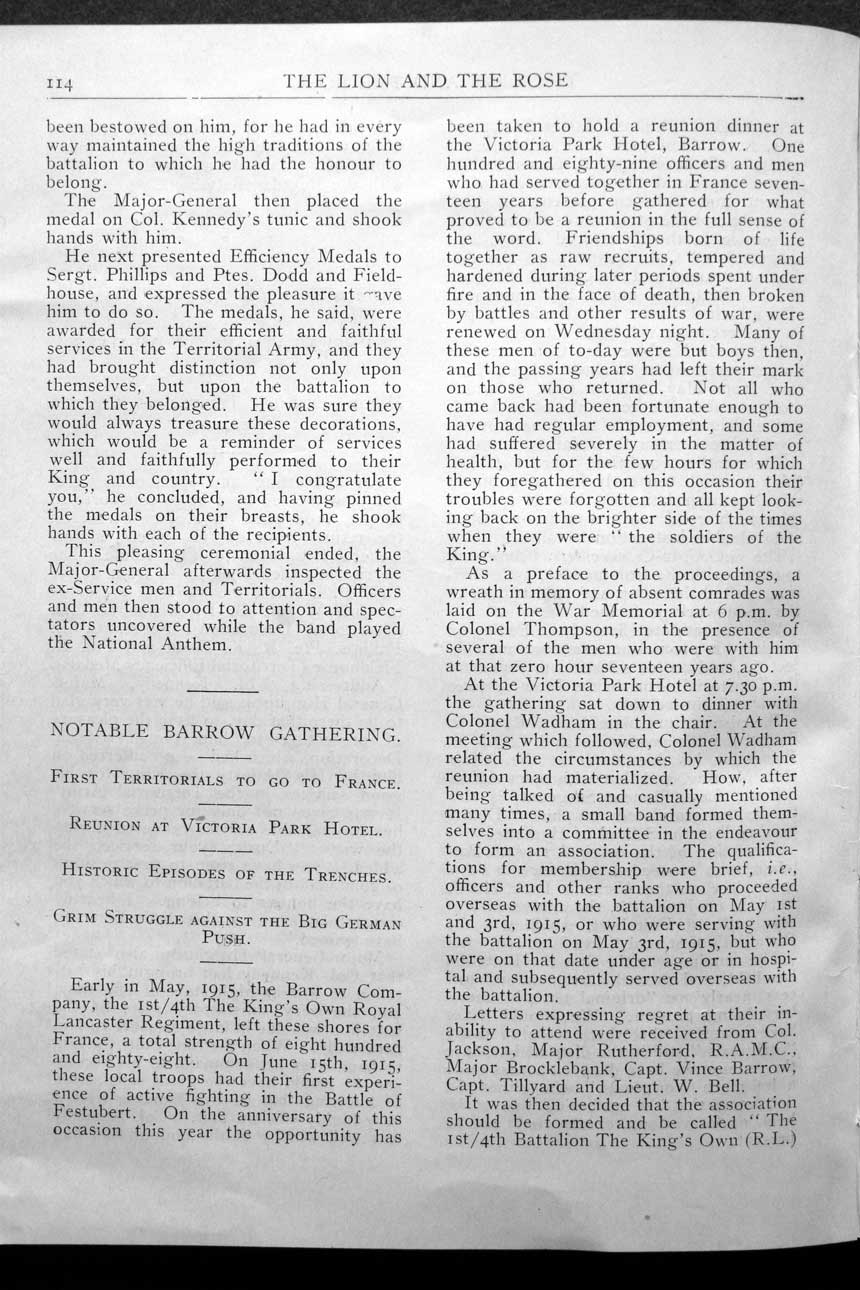 114
THE LION AND THE ROSE
been bestowed on him, for he had in every
way maintained the high traditions of the
battalion to which he had the honour to
belong.
The Major-General then placed the
medal on Col. Kennedy's tunic and shook
hands with him.
He next presented Efficiency Medals to
Sergt. Phillips and Ptes. Dodd and Field-
house, and expressed the pleasure it
him to do so. The medals, he said, were
awarded for their efficient and faithful
services in the Territorial Army, and they
had brought distinction not only upon
themselves, but upon the battalion to
which they belonged. He was sure they
would always treasure these decorations,
which would be a reminder of services
well and faithfully performed to their
King and country. "I congratulate
you," he concluded, and having pinned
the medals on their breasts, he shook
hands with each of the recipients.
This pleasing ceremonial ended, the
Major-General afterwards inspected the
ex-Service men and Territorials. Officers
and men then stood to attention and spec-
tators uncovered while the band played
the National Anthem.
NOTABLE BARROW GATHERING.
FIRST TERRITORIALS TO GO TO FRANCE.
REUNION AT VICTORIA PARK HOTEL.
HISTORIC EPISODES OF THE TRENCHES.
GRIM STRUGGLE AGAINST THE BIG GERMAN
PUSH.
Early in May, 1915, the Barrow Com-
pany, the 1st/4th The King's Own Royal
Lancaster Regiment, left these shores for
France, a total strength of eight hundred
and eighty-eight. On June 15th, 1915,
these local troops had their first experi-
ence of active fighting in the Battle of
Festubert. On the anniversary of this
occasion this year the opportunity has
been taken to hold a reunion dinner at
the Victoria Park Hotel, Barrow. One
hundred and eighty-nine officers and men
who had served together in France seven-
teen years before gathered for what
proved to be a reunion in the full sense of
the word. Friendships born of life
together as raw recruits, tempered and
hardened during later periods spent under
fire and in the face of death, then broken
by battles and other results of war, were
renewed on Wednesday night. Many of
these men of to-day were but boys then,
and the passing years had left their mark
on those who returned. Not all who
came back had been fortunate enough to
have had regular employment, and some
had suffered severely in the matter of
health, but for the few hours for which
they foregathered on this occasion their
troubles were forgotten and all kept look-
ing back on the brighter side of the times
when they were "the soldiers of the
King."
As a preface to the proceedings, a
wreath in memory of absent comrades was
laid on the War Memorial at 6 p.m. by
Colonel Thompson, in the presence of
several of the men who were with him
at that zero hour seventeen years ago.
At the Victoria Park Hotel at 7.30 p.m.
the gathering sat down to dinner with
Colonel Wadham in the chair. At the
meeting which followed, Colonel Wadham
related the circumstances by which the
reunion had materialized. How, after
being talked of and casually mentioned
many times, a small band formed them-
selves into a committee in the endeavour
to form an association. The qualifica-
tions for membership were brief, i.e.,
officers and other ranks who proceeded
overseas with the battalion on May 1st
and 3rd, 1915, or who were serving with
the battalion on May 3rd, 1915, but who
were on that date under age or in hospi-
tal and subsequently served overseas with
the battalion.
Letters expressing regret at their in-
ability to attend were received from Col.
Jackson, Major Rutherford, R.A.M.C.,
Major Brocklebank, Capt. Vince Barrow,
Capt. Tillyard and Lieut. W. Bell.
It was then decided that the association
should be formed and be called "The
1st/4th Battalion The King's Own (R.L.)